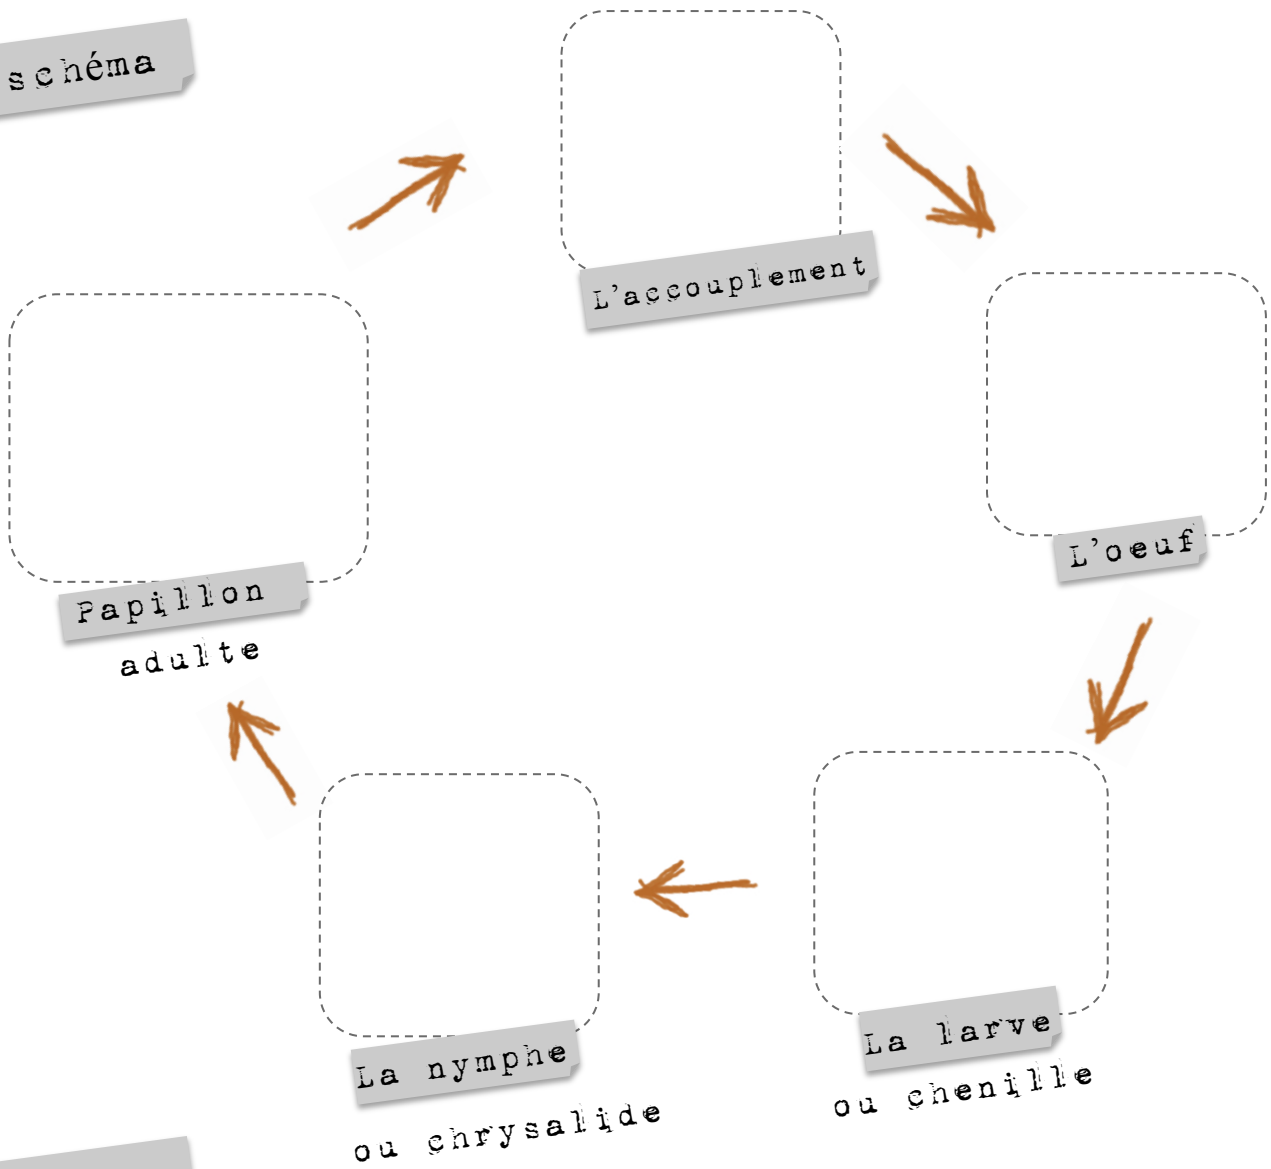 schéma
L'accouplement
L'oeuf
Papillon
adulte
La larve
ou chenille
La nymphe
ou chrysalide